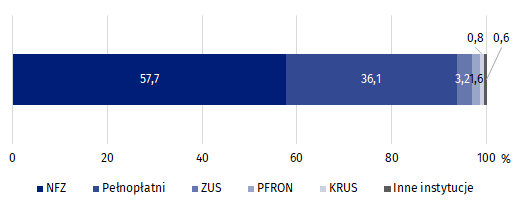 0,8 0,6
57,7 36,1 3,2 1,6
0 20 40 60 80 100 %
NFZ Pełnopłatni ZUS PFRON KRUS Inne instytucje